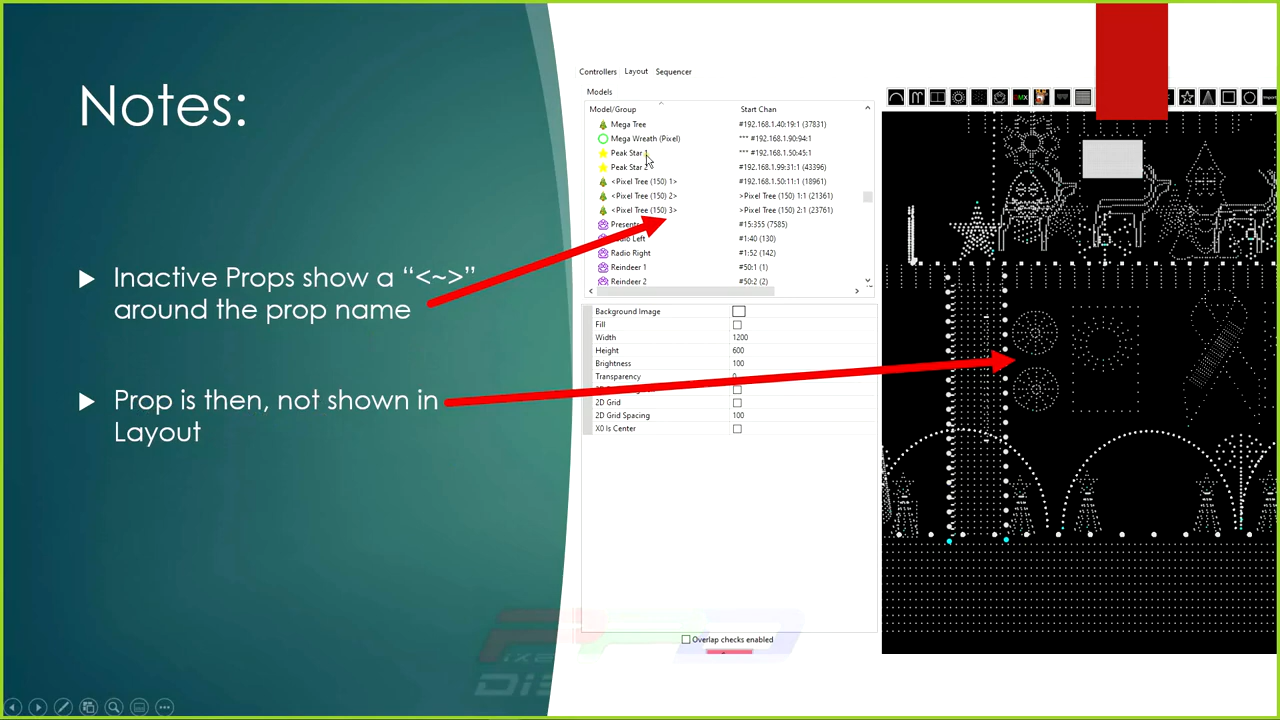 Notes:
Inactive Props show a “<~>”
around the prop name
Prop is then, not shown in
Layout
Controllers Layout Sequencer
Models
Model/Group Start Chan
Mega Tree #192.168.1.40:19:1 (37831)
Mega Wreath (Pixel) *** #192.168.1.90:94:1
Peak Star 1 *** #192.168.1.50:45:1
Peak Star #192.168.1.99:31:1 (43396)
<Pixel Tree (150) 1> #192.168.1.50:11:1 (18961)
<Pixel Tree (150) 2> >Pixel Tree (150) 1:1 (21361)
<Pixel Tree (150) 3> >Pixel Tree (150) 2:1 (23761)
#15:355 (7585)
Left #1:40 (130)
Radio Right #1:52 (142)
Reindeer 1 #50:1 (1)
Reindeer 2 #50:2 (2)
Background Image
Fill
Width 1200
Height 600
Brightness 100
Transparency
2D Grid
2D Grid Spacing 100
X0 Is Center
Overlap checks enabled
DMX